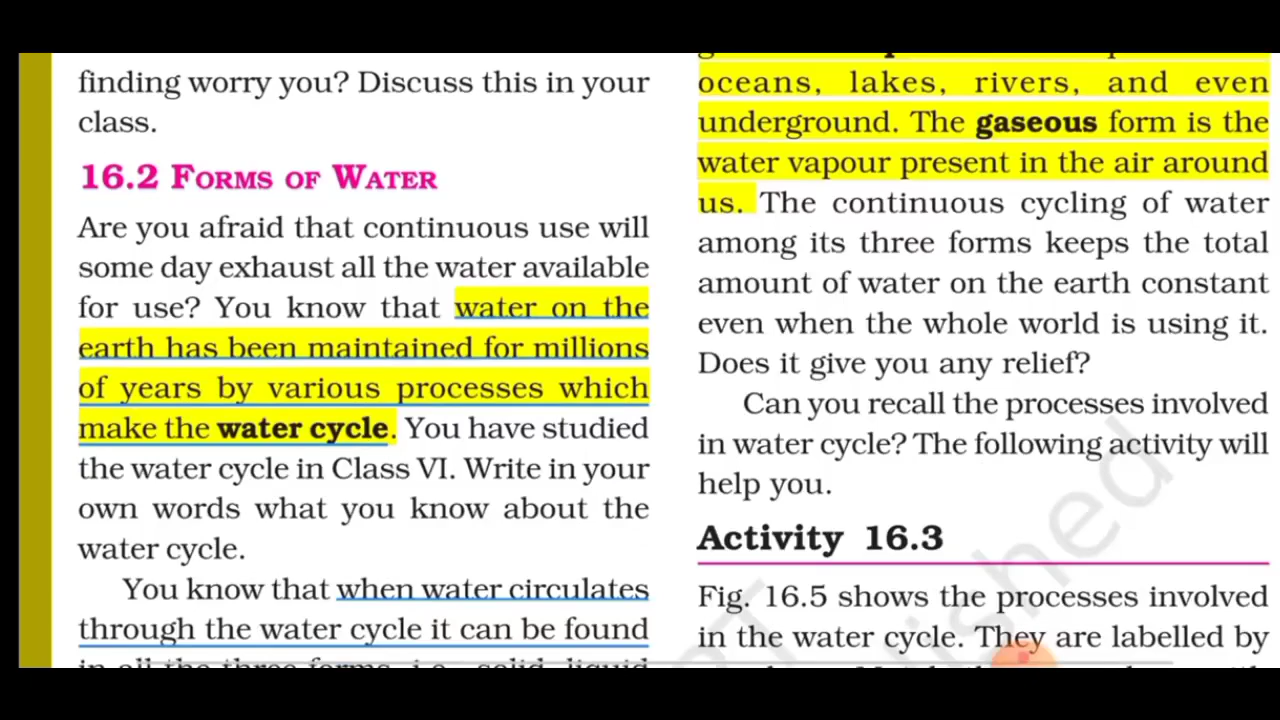 finding worry you? Discuss this in your
class.
16.2 FORMS OF WATER
Are you afraid that continuous use will
some day exhaust all the water available
for use? You know that water on the
earth has been maintained for millions
of years by various processes which
make the water cycle. You have studied
the water cycle in Class VI. Write in your
own words what you know about the
water cycle.
You know that when water circulates
through the water cycle it can be found
in all the three forms, i.e., solid, liquid
oceans, lakes, rivers, and even
underground. The gaseous form is the
water vapour present in the air around
us. The continuous cycling of water
among its three forms keeps the total
amount of water on the earth constant
even when the whole world is using it.
Does it give you any relief?
Can you recall the processes involved
in water cycle? The following activity will
help you.
Activity 16.3
Fig. 16.5 shows the processes involved
in the water cycle. They are labelled by